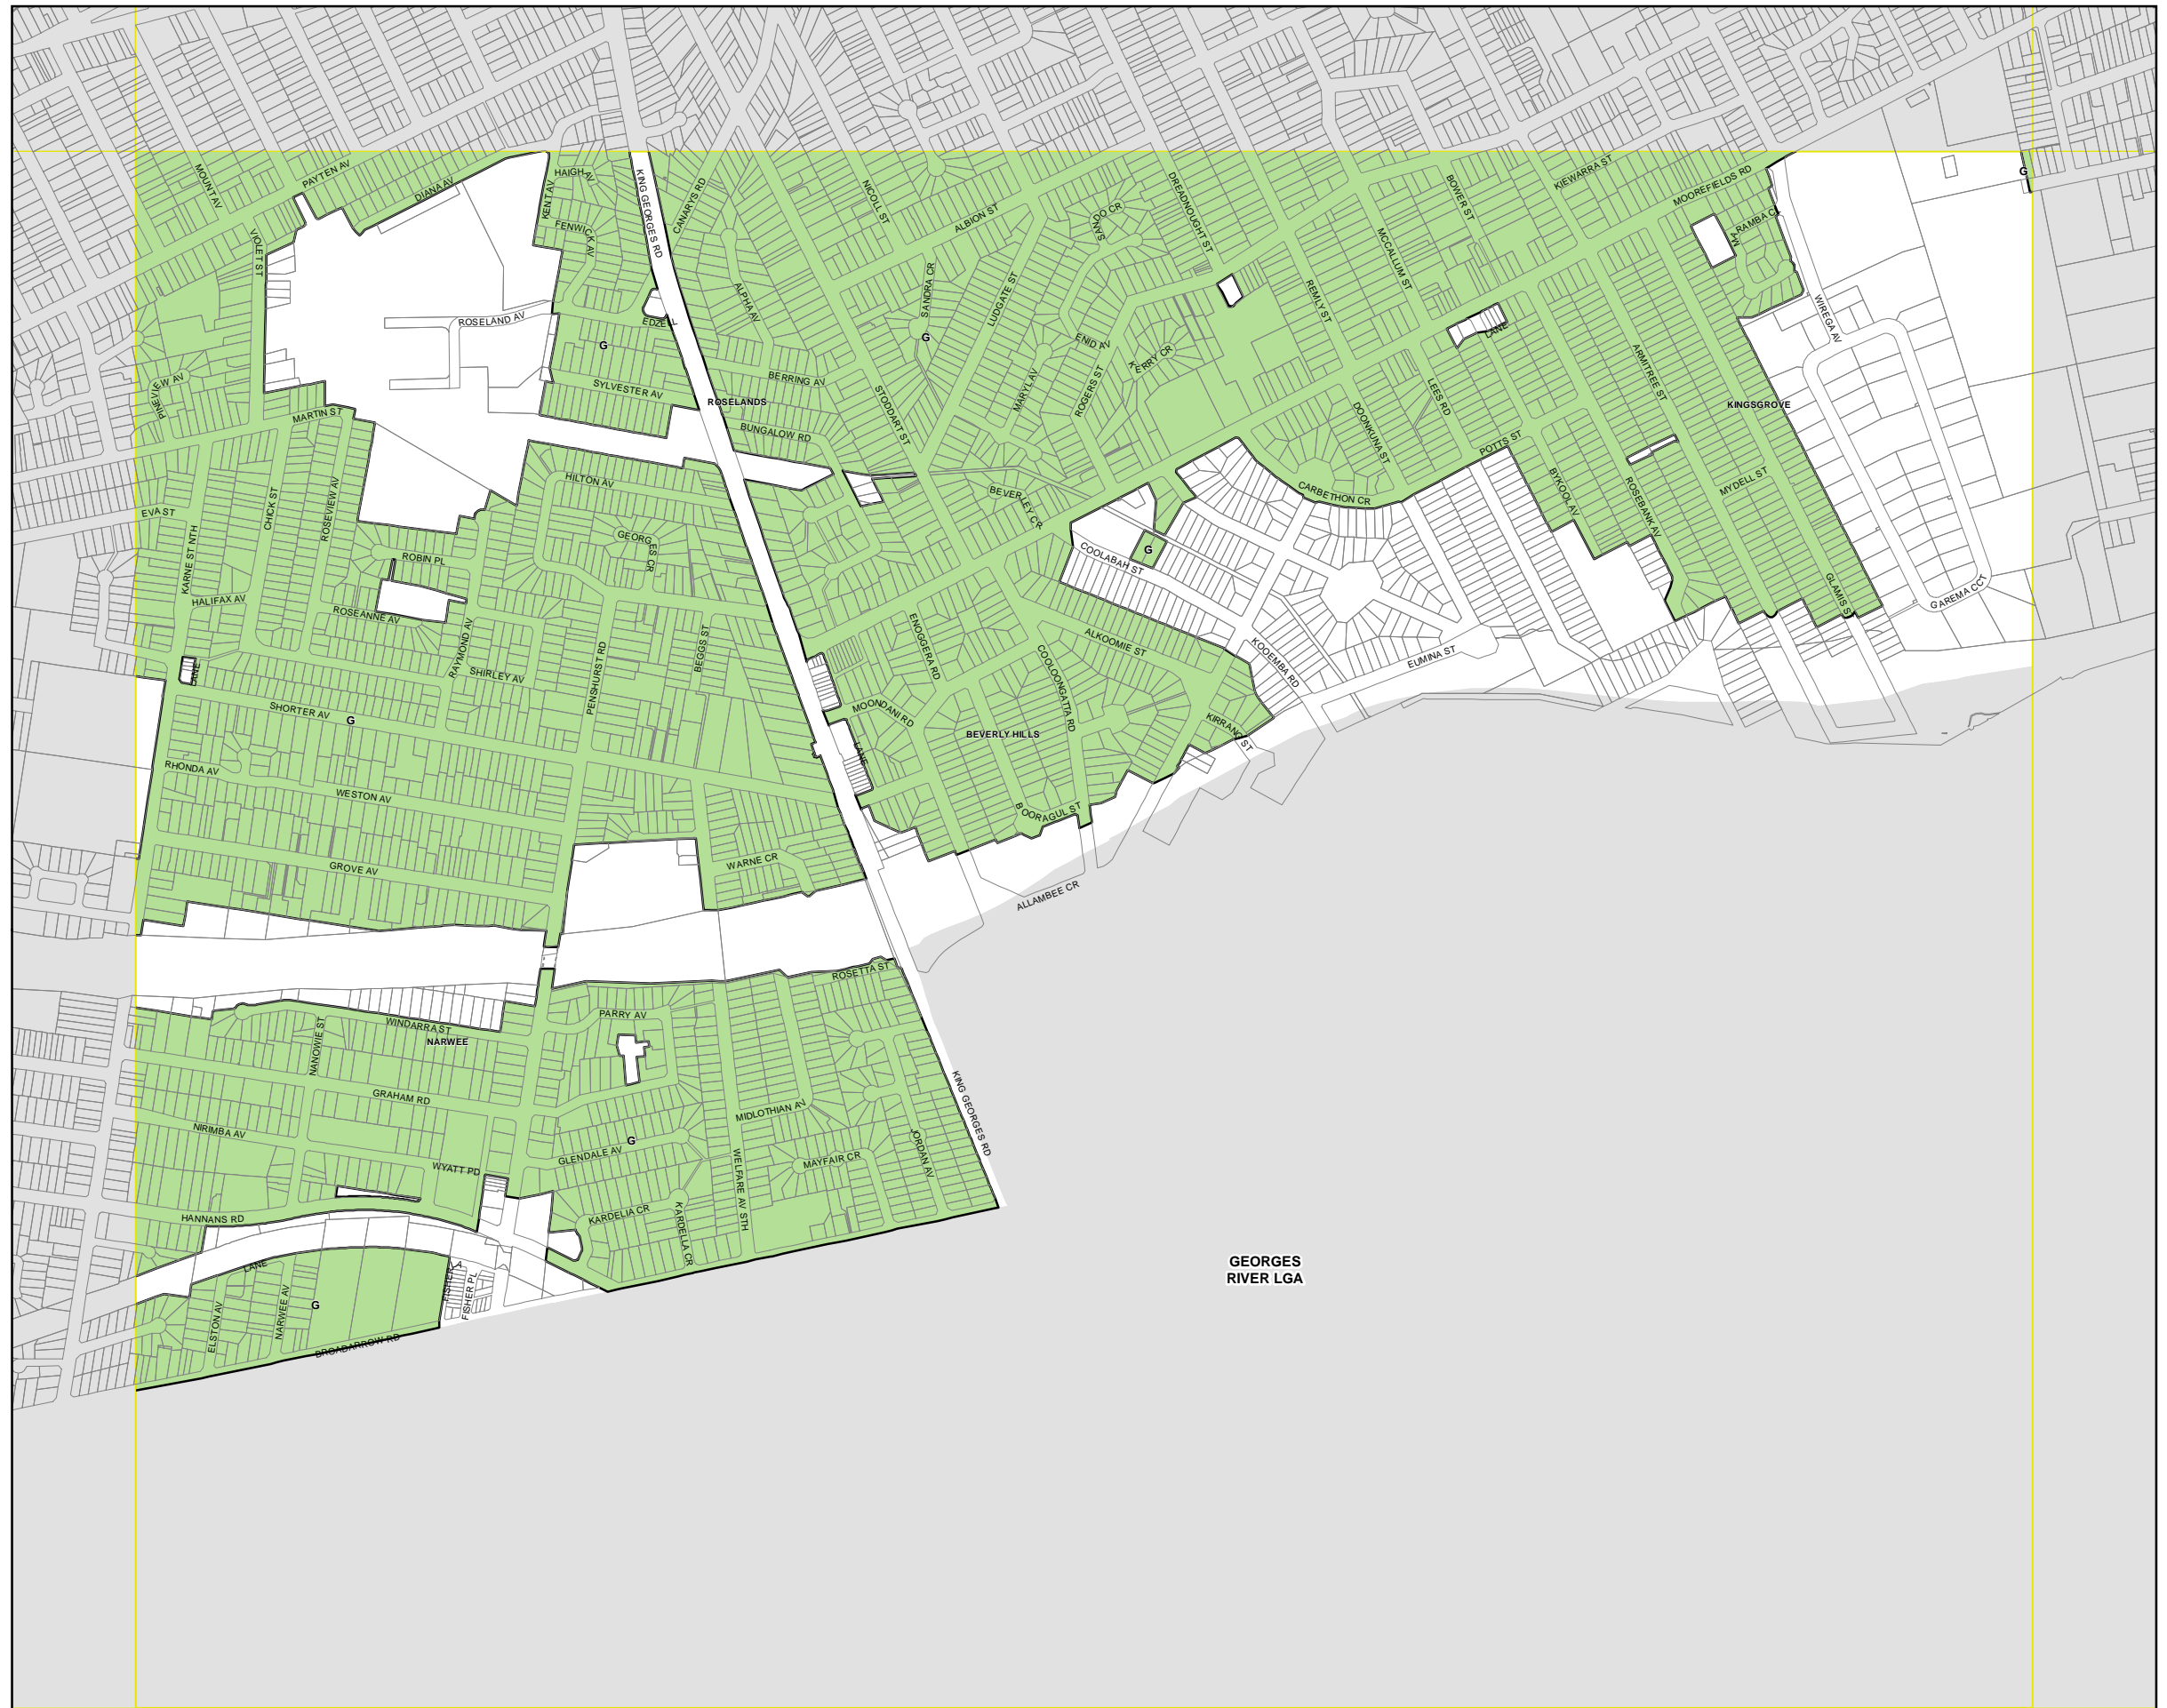 MOUNT AV
PAYTEN AV
DIANA AV
KENT AV
HAIGH AV
FENWICK AV
KING GEORGES RD
CANARYS RD
NICOLL ST
ALBION ST
DREADNOUGHT ST
BOWER ST
KIEWARRA ST
MOOREFIELDS RD
G
VIOLET ST
SANDO CR
MCCALLUM ST
ALPHA AV
SANDRA CR
LUDGATE ST
REMLY ST
WIREGA AV
ROSELAND AV
G
G
ENID AV
KERRY CR
LANE
ARMITREE ST
PINEVIEW AV
SYLVESTER AV
BERRING AV
STODDART ST
MARYL AV
ROGERS ST
LEES RD
ROSELANDS
KINGSGROVE
MARTIN ST
BUNGALOW RD
DOONKUNA ST
POTTS ST
EVA ST
CHICK ST
ROSEVIEW AV
HILTON AV
BEVERLEY CR
CARBETHON CR
BYKOOL AV
ROSEBANK AV
MYDELL ST
KARNE ST NTH
ROBIN PL
GEORGES CR
COOLABAH ST
G
HALIFAX AV
ROSEANNE AV
GLAMIS ST
GAREMA CCT
RAYMOND AV
SHIRLEY AV
PENSHURST RD
BEGGS ST
ENOGGERA RD
ALKOOMIE ST
COOLOONGATTA RD
KOOEMBA RD
EUMINA ST
LANE
SHORTER AV
G
MOONDANI RD
BEVERLY HILLS
KIRRANG ST
LANE
RHONDA AV
WESTON AV
BOORAGUL ST
GROVE AV
WARNE CR
ALLAMBEE CR
ROSETTA ST
WINDARRA ST
NARWEE
PARRY AV
NANOWIE ST
GRAHAM RD
KING GEORGES RD
MIDLOTHIAN AV
NIRIMBA AV
G
GLENDALE AV
WYATT PD
WELFARE AV STH
MAYFAIR CR
JORDAN AV
HANNANS RD
KARDELIA CR
KARDELLA CR
LANE
FISHER PL
G
ELSTON AV
NARWEE AV
BROADARROW RD
GEORGES
RIVER LGA